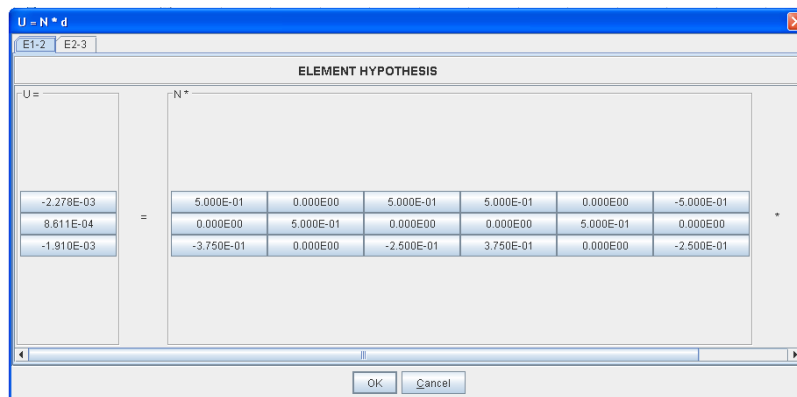 U = N * d
E1-2 E2-3
ELEMENT HYPOTHESIS
U = N *
-2.278E-03 5.000E-01 0.000E00 5.000E-01 5.000E-01 0.000E00 -5.000E-01
8.611E-04 = 0.000E00 5.000E-01 0.000E00 0.000E00 5.000E-01 0.000E00 *
-1.910E-03 -3.750E-01 0.000E00 -2.500E-01 3.750E-01 0.000E00 -2.500E-01
OK Cancel